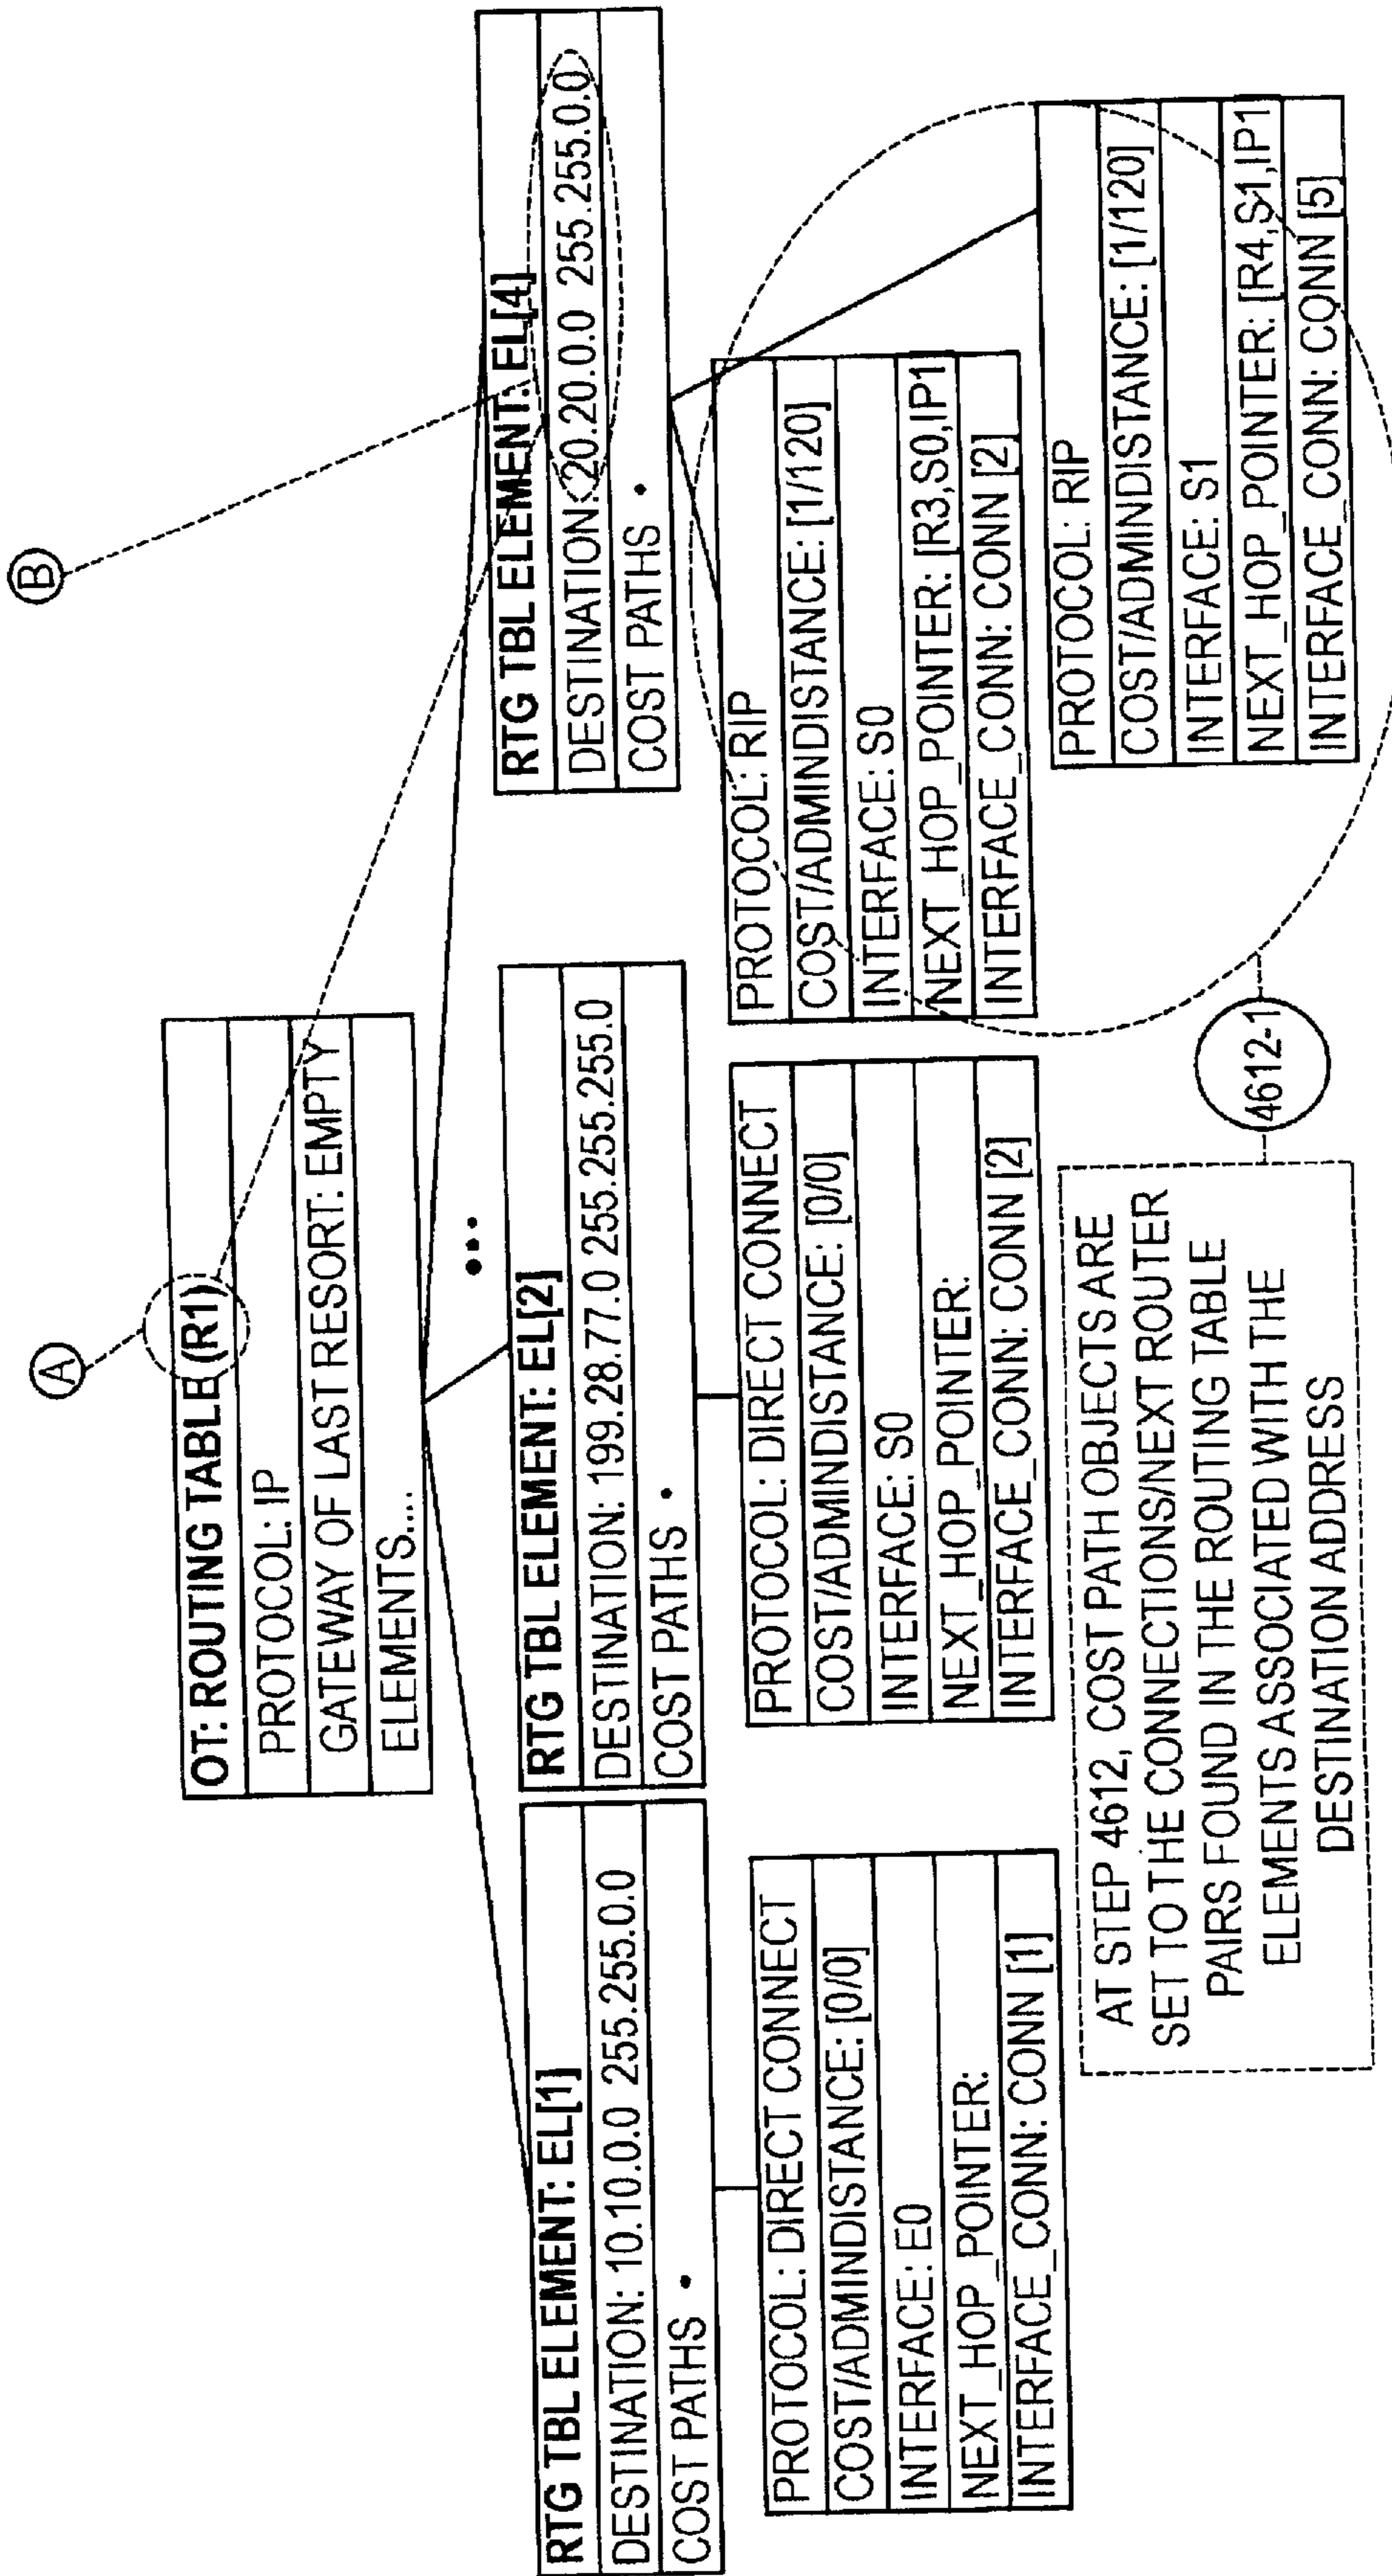 A
B
OT: ROUTING TABLE (R1)
PROTOCOL: IP
GATEWAY OF LAST RESORT: EMPTY
ELEMENTS....
•••
RTG TBL ELEMENT: EL[1]
DESTINATION: 10.10.0.0 255.255.0.0
COST PATHS •
PROTOCOL: DIRECT CONNECT
COST/ADMINDISTANCE: [0/0]
INTERFACE: E0
NEXT_HOP_POINTER:
INTERFACE_CONN: CONN [1]
RTG TBL ELEMENT: EL[2]
DESTINATION: 199.28.77.0 255.255.255.0
COST PATHS •
PROTOCOL: DIRECT CONNECT
COST/ADMINDISTANCE: [0/0]
INTERFACE: S0
NEXT_HOP_POINTER:
INTERFACE_CONN: CONN [2]
RTG TBL ELEMENT: EL[4]
DESTINATION: 20.20.0.0 255.255.0.0
COST PATHS •
PROTOCOL: RIP
COST/ADMINDISTANCE: [1/120]
INTERFACE: S0
NEXT_HOP_POINTER: [R3,S0,IP1
INTERFACE_CONN: CONN [2]
PROTOCOL: RIP
COST/ADMINDISTANCE: [1/120]
INTERFACE: S1
NEXT_HOP_POINTER: [R4,S1,IP1
INTERFACE_CONN: CONN [5]
AT STEP 4612, COST PATH OBJECTS ARE
SET TO THE CONNECTIONS/NEXT ROUTER
PAIRS FOUND IN THE ROUTING TABLE
ELEMENTS ASSOCIATED WITH THE
DESTINATION ADDRESS
4612-1